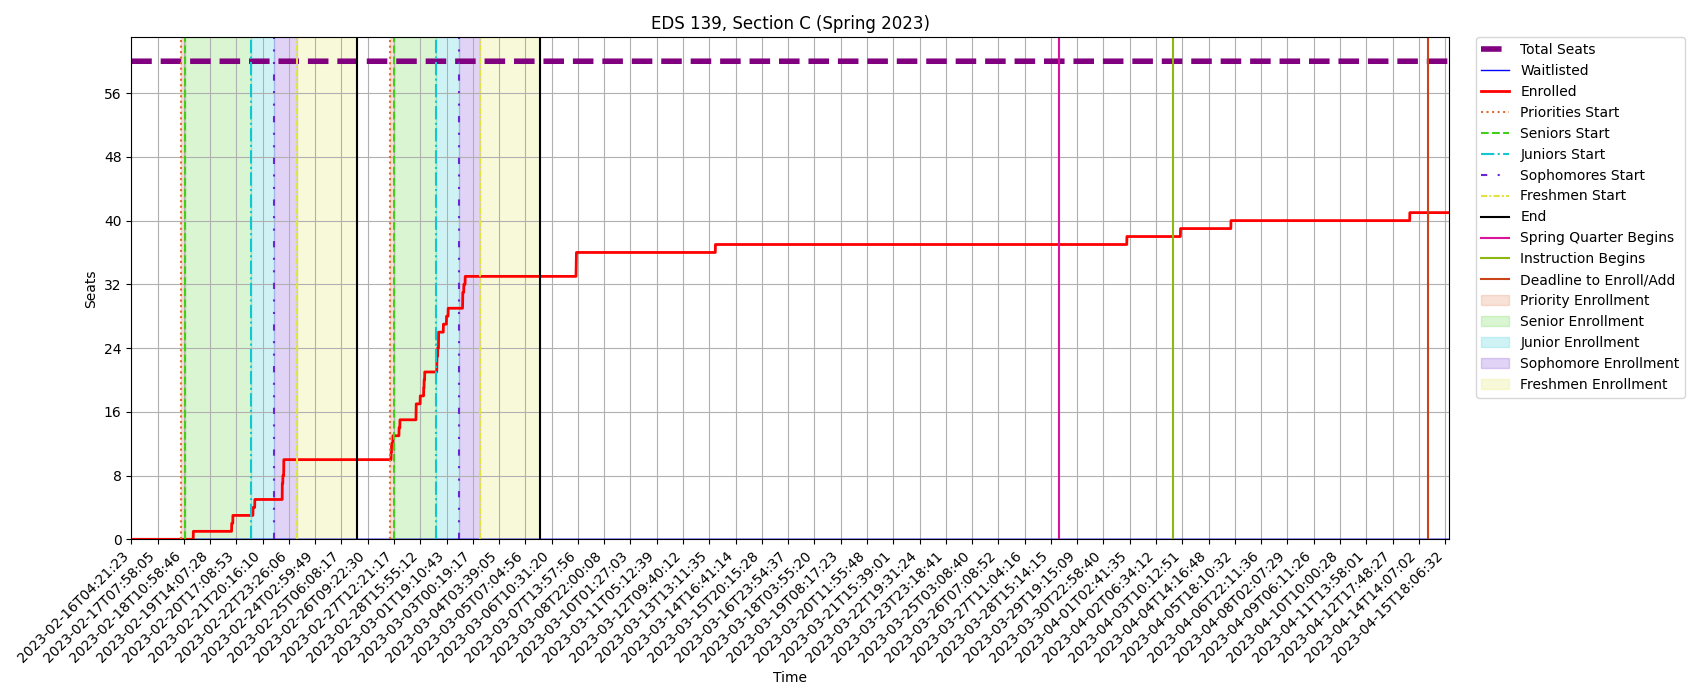 EDS 139, Section C (Spring 2023)
Seats
56
48
40
32
24
16
8
0
2023-02-16T04:21:23
2023-02-17T07:58:05
2023-02-18T10:58:46
2023-02-19T14:07:28
2023-02-20T17:08:53
2023-02-21T20:16:10
2023-02-22T23:26:06
2023-02-24T02:59:49
2023-02-25T06:08:17
2023-02-26T09:22:30
2023-02-27T12:21:17
2023-02-28T15:55:12
2023-03-01T19:10:43
2023-03-03T00:19:17
2023-03-04T03:39:05
2023-03-05T07:04:56
2023-03-06T10:31:20
2023-03-07T13:57:56
2023-03-08T22:00:08
2023-03-10T01:27:03
2023-03-11T05:12:39
2023-03-12T09:40:12
2023-03-13T13:11:35
2023-03-14T16:41:14
2023-03-15T20:15:28
2023-03-16T23:54:37
2023-03-18T03:55:20
2023-03-19T08:17:23
2023-03-20T11:55:48
2023-03-21T15:39:01
2023-03-22T19:31:24
2023-03-23T23:18:41
2023-03-25T03:08:40
2023-03-26T07:08:52
2023-03-27T11:04:16
2023-03-28T15:14:15
2023-03-29T19:15:09
2023-03-30T22:58:40
2023-04-01T02:41:35
2023-04-02T06:34:12
2023-04-03T10:12:51
2023-04-04T14:16:48
2023-04-05T18:10:32
2023-04-06T22:11:36
2023-04-08T02:07:29
2023-04-09T06:11:26
2023-04-10T10:00:28
2023-04-11T13:58:01
2023-04-12T17:48:27
2023-04-14T14:07:02
2023-04-15T18:06:32
Time
Total Seats
Waitlisted
Enrolled
Priorities Start
Seniors Start
Juniors Start
Sophomores Start
Freshmen Start
End
Spring Quarter Begins
Instruction Begins
Deadline to Enroll/Add
Priority Enrollment
Senior Enrollment
Junior Enrollment
Sophomore Enrollment
Freshmen Enrollment